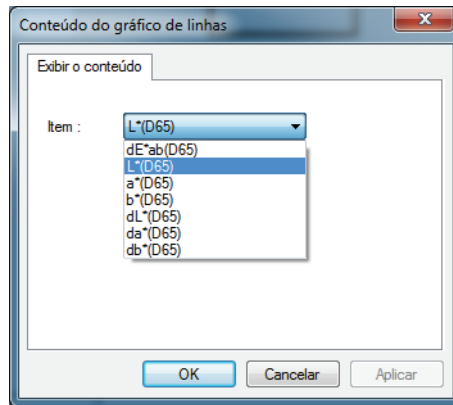 Conteúdo do gráfico de linhas
Exibir o conteúdo
Item : L*(D65)
dE*ab(D65)
L*(D65)
a*(D65)
b*(D65)
dL*(D65)
da*(D65)
db*(D65)
OK Cancelar Aplicar